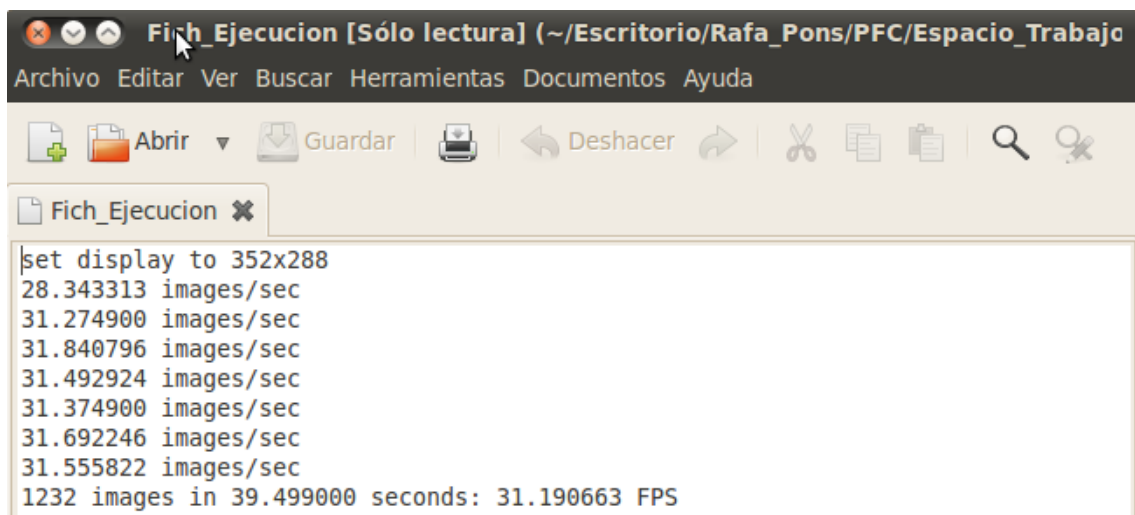 Fich_Ejecucion [Sólo lectura] (~/Escritorio/Rafa_Pons/PFC/Espacio_Trabajo
Archivo Editar Ver Buscar Herramientas Documentos Ayuda
Abrir Guardar Deshacer
Fich_Ejecucion
set display to 352x288
28.343313 images/sec
31.274900 images/sec
31.840796 images/sec
31.492924 images/sec
31.374900 images/sec
31.692246 images/sec
31.555822 images/sec
1232 images in 39.499000 seconds: 31.190663 FPS